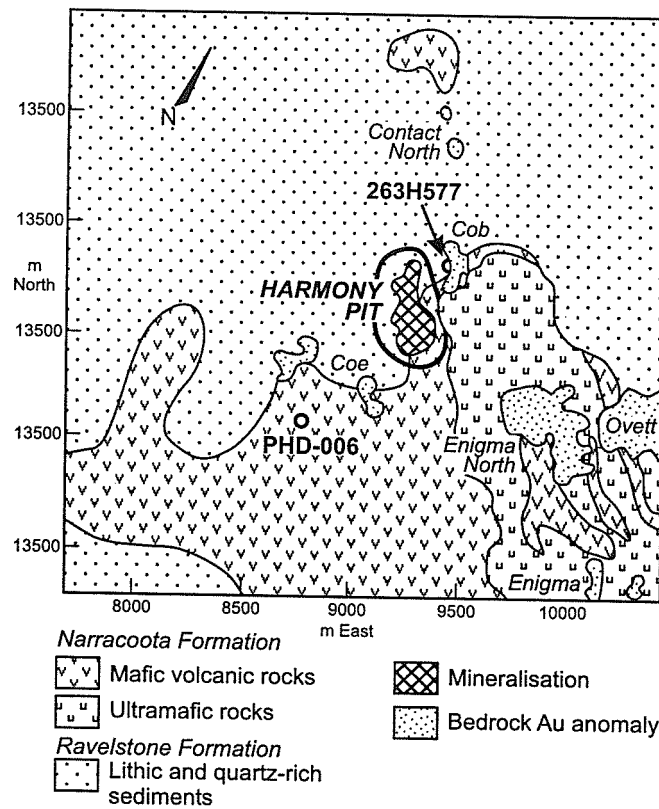 13500
N
Contact
North
263H577
13500
Cob
m
North
HARMONY
PIT
13500
Coe
13500
PHD-006
Enigma
North
Ovett
13500
Enigma
8000
8500
9000
9500
10000
m East
Narracoota Formation
Mafic volcanic rocks
Mineralisation
Ultramafic rocks
Bedrock Au anomaly
Ravelstone Formation
Lithic and quartz-rich
sediments